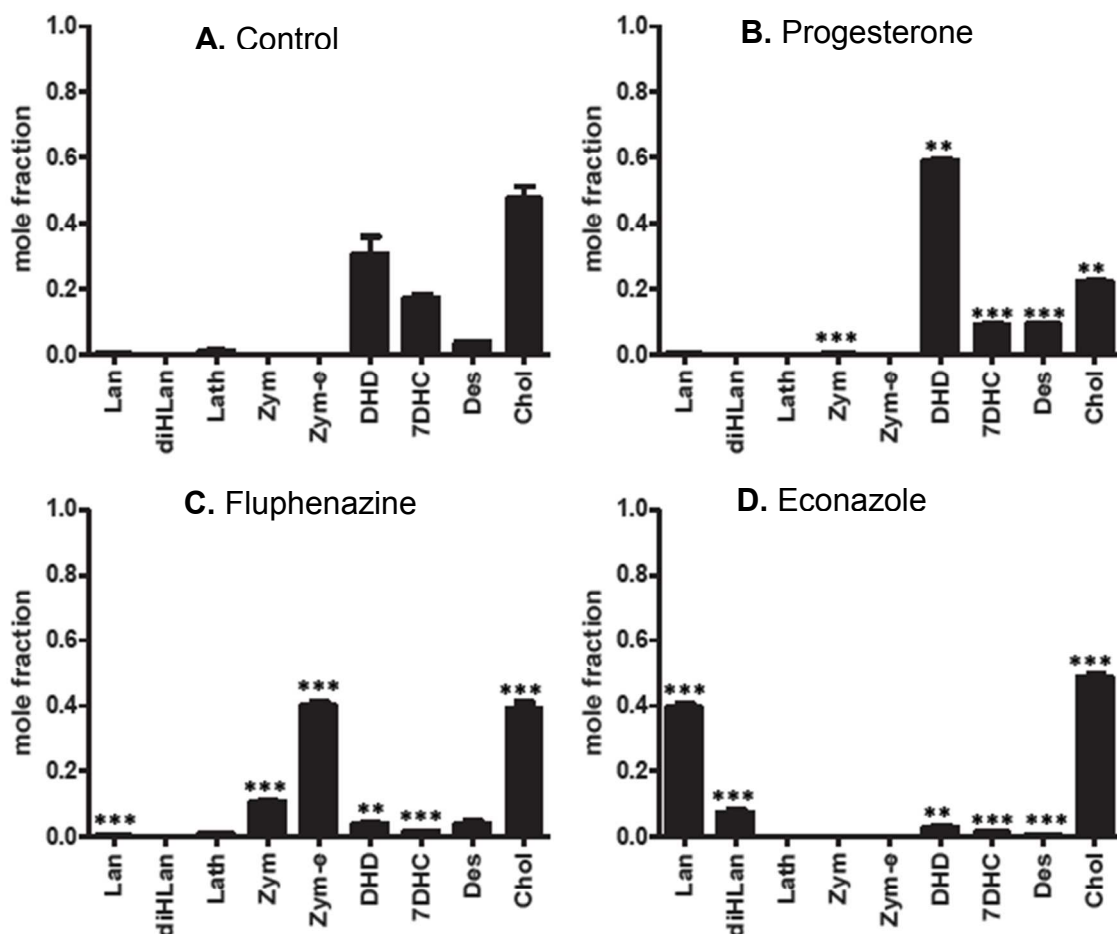 A. Control
mole fraction
1.0
0.8
0.6
0.4
0.2
0.0
Lan
diHLan
Lath
Zym
Zym-e
DHD
7DHC
Des
Chol
B. Progesterone
mole fraction
1.0
0.8
0.6
0.4
0.2
0.0
***
**
***
***
**
Lan
diHLan
Lath
Zym
Zym-e
DHD
7DHC
Des
Chol
C. Fluphenazine
mole fraction
1.0
0.8
0.6
0.4
0.2
0.0
***
***
***
**
***
***
Lan
diHLan
Lath
Zym
Zym-e
DHD
7DHC
Des
Chol
D. Econazole
mole fraction
1.0
0.8
0.6
0.4
0.2
0.0
***
***
**
***
***
***
Lan
diHLan
Lath
Zym
Zym-e
DHD
7DHC
Des
Chol